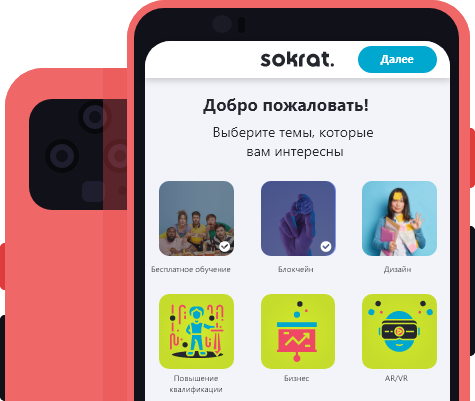 sokrat.
Далее
Добро пожаловать!
Выберите темы, которые
вам интересны
Бесплатное обучение
Блокчейн
Дизайн
Повышение
квалификации
Бизнес
AR/VR